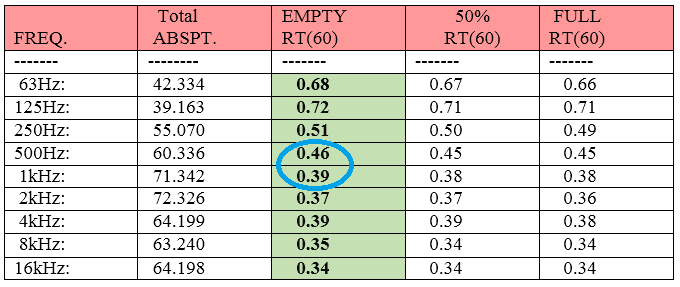 FREQ. Total ABSPT. EMPTY RT(60) 50% RT(60) FULL RT(60)
------- -------- ------- ------- -------
63Hz: 42.334 0.68 0.67 0.66
125Hz: 39.163 0.72 0.71 0.71
250Hz: 55.070 0.51 0.50 0.49
500Hz: 60.336 0.46 0.45 0.45
1kHz: 71.342 0.39 0.38 0.38
2kHz: 72.326 0.37 0.37 0.36
4kHz: 64.199 0.39 0.39 0.38
8kHz: 63.240 0.35 0.34 0.34
16kHz: 64.198 0.34 0.34 0.34